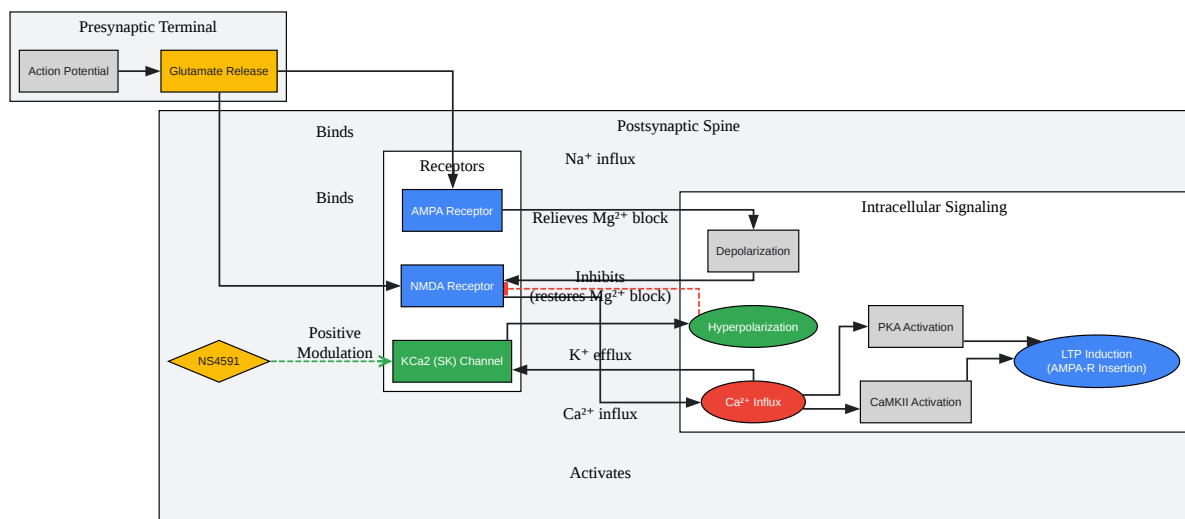 Presynaptic Terminal
Action Potential
Glutamate Release
Binds
Postsynaptic Spine
Na⁺ influx
Receptors
Binds
AMPA Receptor
Relieves Mg²⁺ block
Intracellular Signaling
Depolarization
NMDA Receptor
Inhibits
(restores Mg²⁺ block)
Hyperpolarization
PKA Activation
Positive
Modulation
NS4591
KCa2 (SK) Channel
K⁺ efflux
LTP Induction
(AMPA-R Insertion)
Ca²⁺ Influx
CaMKII Activation
Ca²⁺ influx
Activates